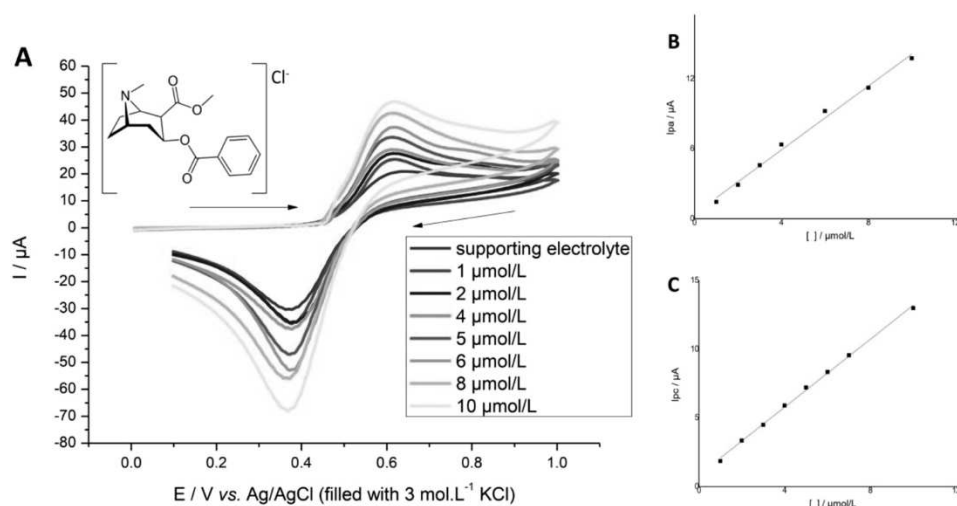 A
60
50
40
30
20
10
0
-10
-20
-30
-40
-50
-60
-70
-80
I / µA
0.0
0.2
0.4
0.6
0.8
1.0
E / V vs. Ag/AgCl (filled with 3 mol.L⁻¹ KCl)
N
O
O
O
O
Cl⁻
supporting electrolyte
1 µmol/L
2 µmol/L
4 µmol/L
5 µmol/L
6 µmol/L
8 µmol/L
10 µmol/L
B
12
6
0
Ipa / µA
4
8
12
[ ] / µmol/L
C
15
10
5
0
Ipc / µA
0
4
8
12
[ ] / µmol/L